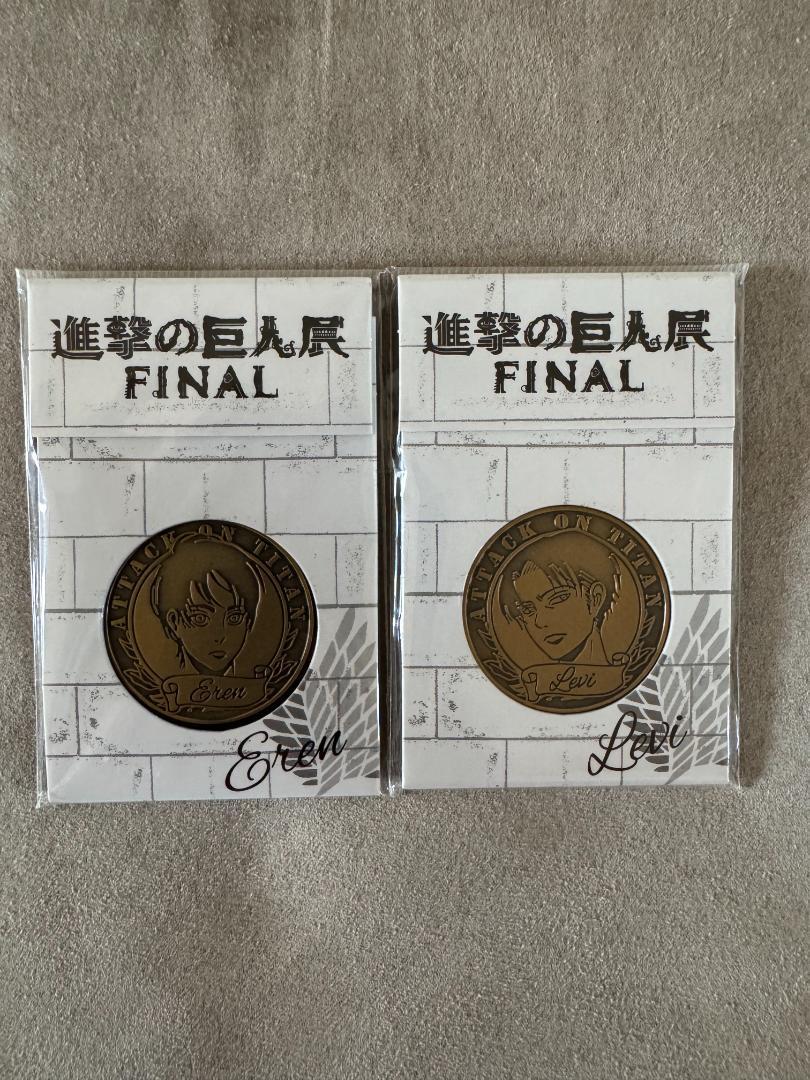 進撃の巨人展
FINAL
ATTACK ON TITAN
Eren
Eren
進撃の巨人展
FINAL
ATTACK ON TITAN
Levi
Levi